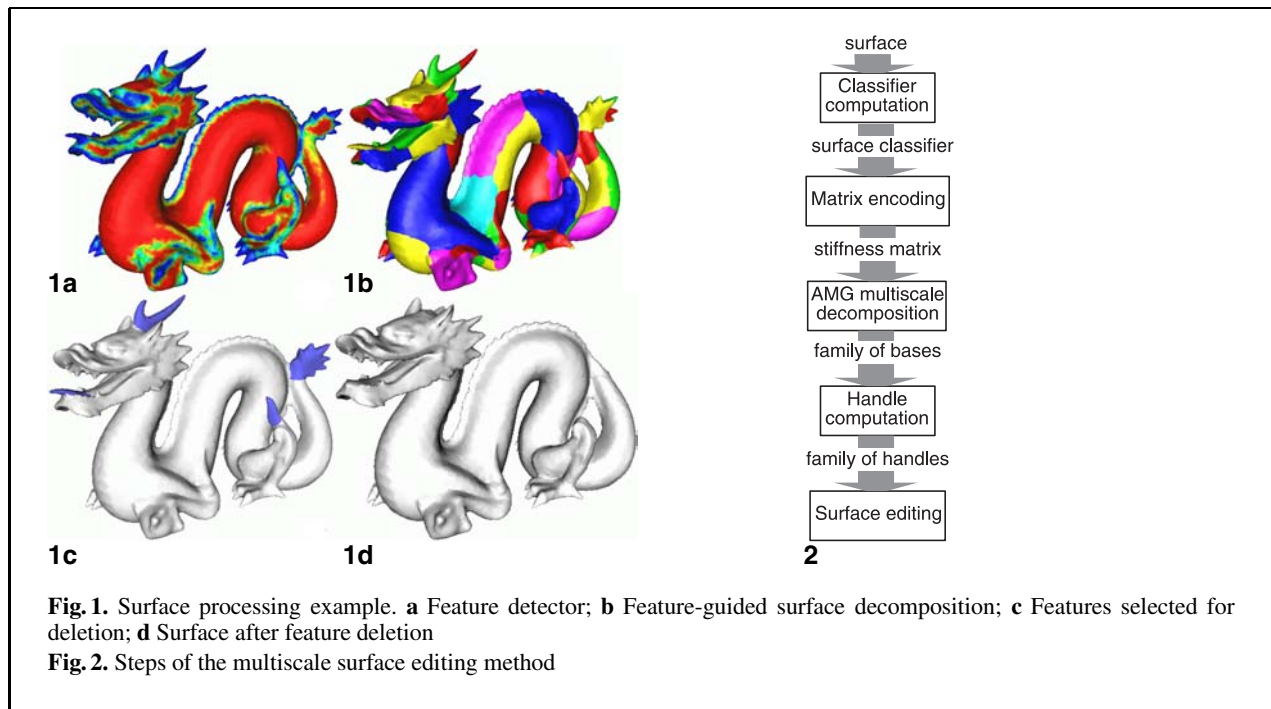 1a
1b
1c
1d
surface
Classifier
computation
surface classifier
Matrix encoding
stiffness matrix
AMG multiscale
decomposition
family of bases
Handle
computation
family of handles
Surface editing
2
Fig. 1. Surface processing example. a Feature detector; b Feature-guided surface decomposition; c Features selected for
deletion; d Surface after feature deletion
Fig. 2. Steps of the multiscale surface editing method